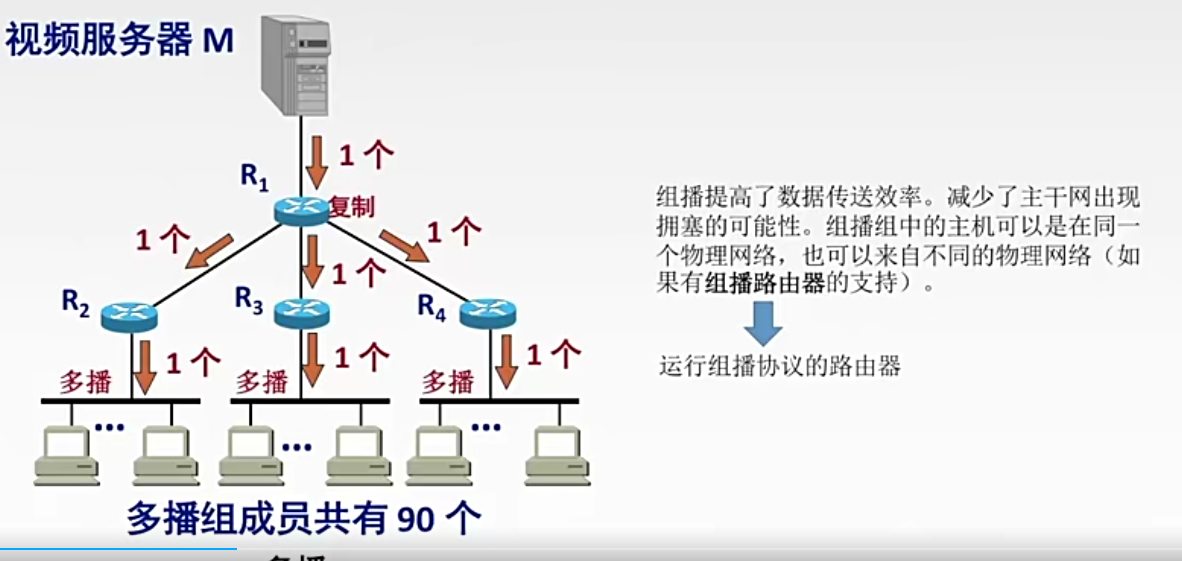 视频服务器 M
1 个
R1
复制
1 个
1 个
1 个
R2
R3
R4
1 个
1 个
1 个
多播
多播
多播
...
...
...
多播组成员共有 90 个
组播提高了数据传送效率。减少了主干网出现
拥塞的可能性。组播组中的主机可以是在同一
个物理网络，也可以来自不同的物理网络（如
果有组播路由器的支持）。
运行组播协议的路由器